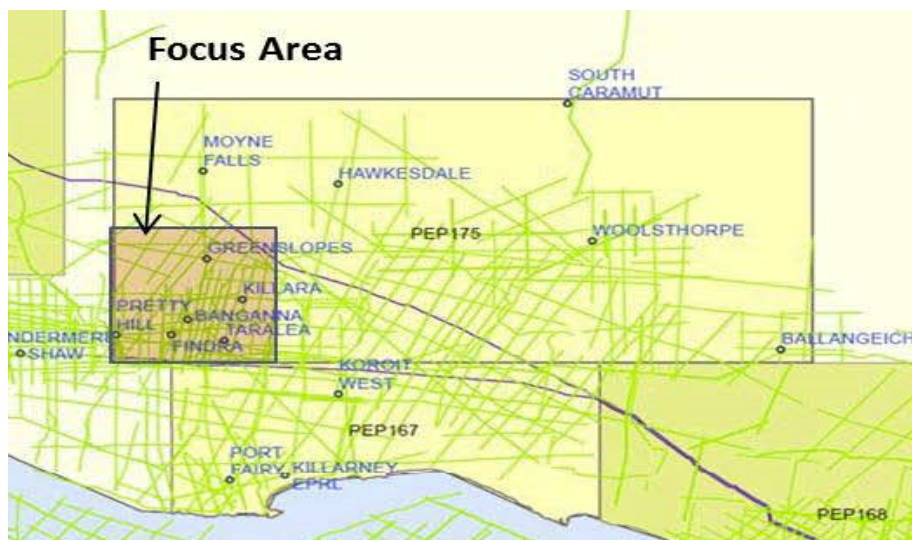 Focus Area
SOUTH
CARAMUT
MOYNE
FALLS
HAWKESDALE
PEP175
WOOLSTHORPE
GREENSLOPES
KILLARA
PRETTY
HILL
BANGANNA
TARALEA
FINDRA
NDERMERE
SHAW
BALLANGEICH
KOROIT
WEST
PEP167
PORT
FAIRY
KILLARNEY
EPRL
PEP168